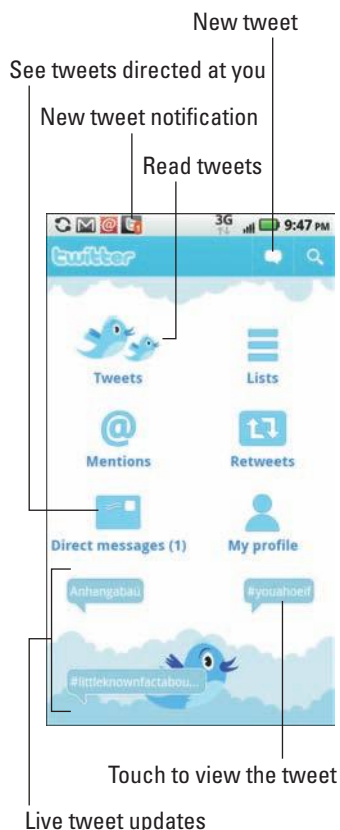 New tweet
See tweets directed at you
New tweet notification
Read tweets
3G 9:47 PM
twitter
Tweets
Lists
@
Mentions
Retweets
Direct messages (1)
My profile
Anhangabaú
#youahoeif
#littleknownfactabou...
Touch to view the tweet
Live tweet updates